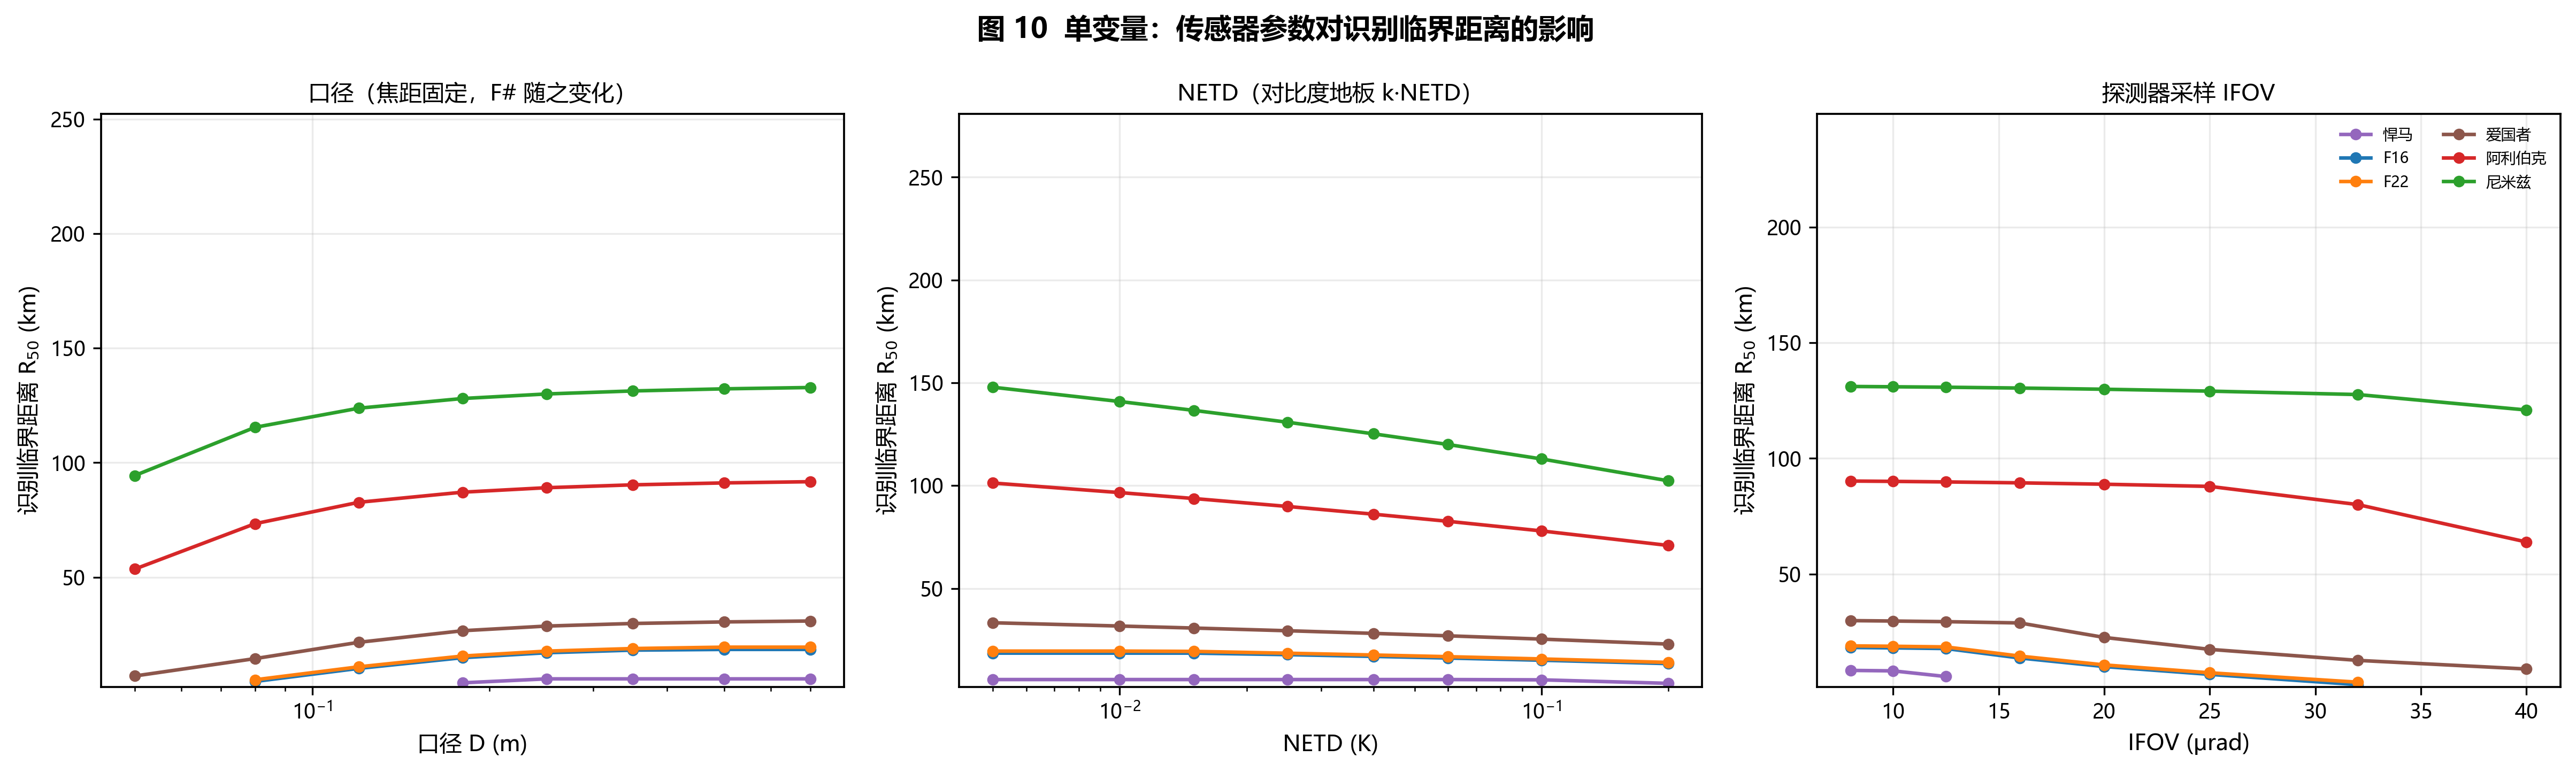 图 10  单变量：传感器参数对识别临界距离的影响
口径（焦距固定，F# 随之变化）
识别临界距离 R₅₀ (km)
250
200
150
100
50
10⁻¹
口径 D (m)
NETD（对比度地板 k·NETD）
识别临界距离 R₅₀ (km)
250
200
150
100
50
10⁻²
10⁻¹
NETD (K)
探测器采样 IFOV
识别临界距离 R₅₀ (km)
200
150
100
50
10
15
20
25
30
35
40
IFOV (μrad)
悍马
F16
F22
爱国者
阿利伯克
尼米兹